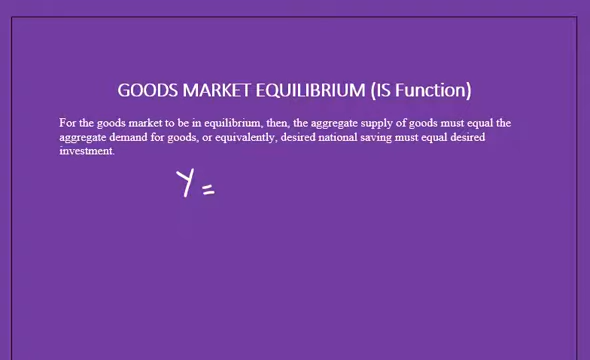 GOODS MARKET EQUILIBRIUM (IS Function)
For the goods market to be in equilibrium, then, the aggregate supply of goods must equal the
aggregate demand for goods, or equivalently, desired national saving must equal desired
investment.
Y =